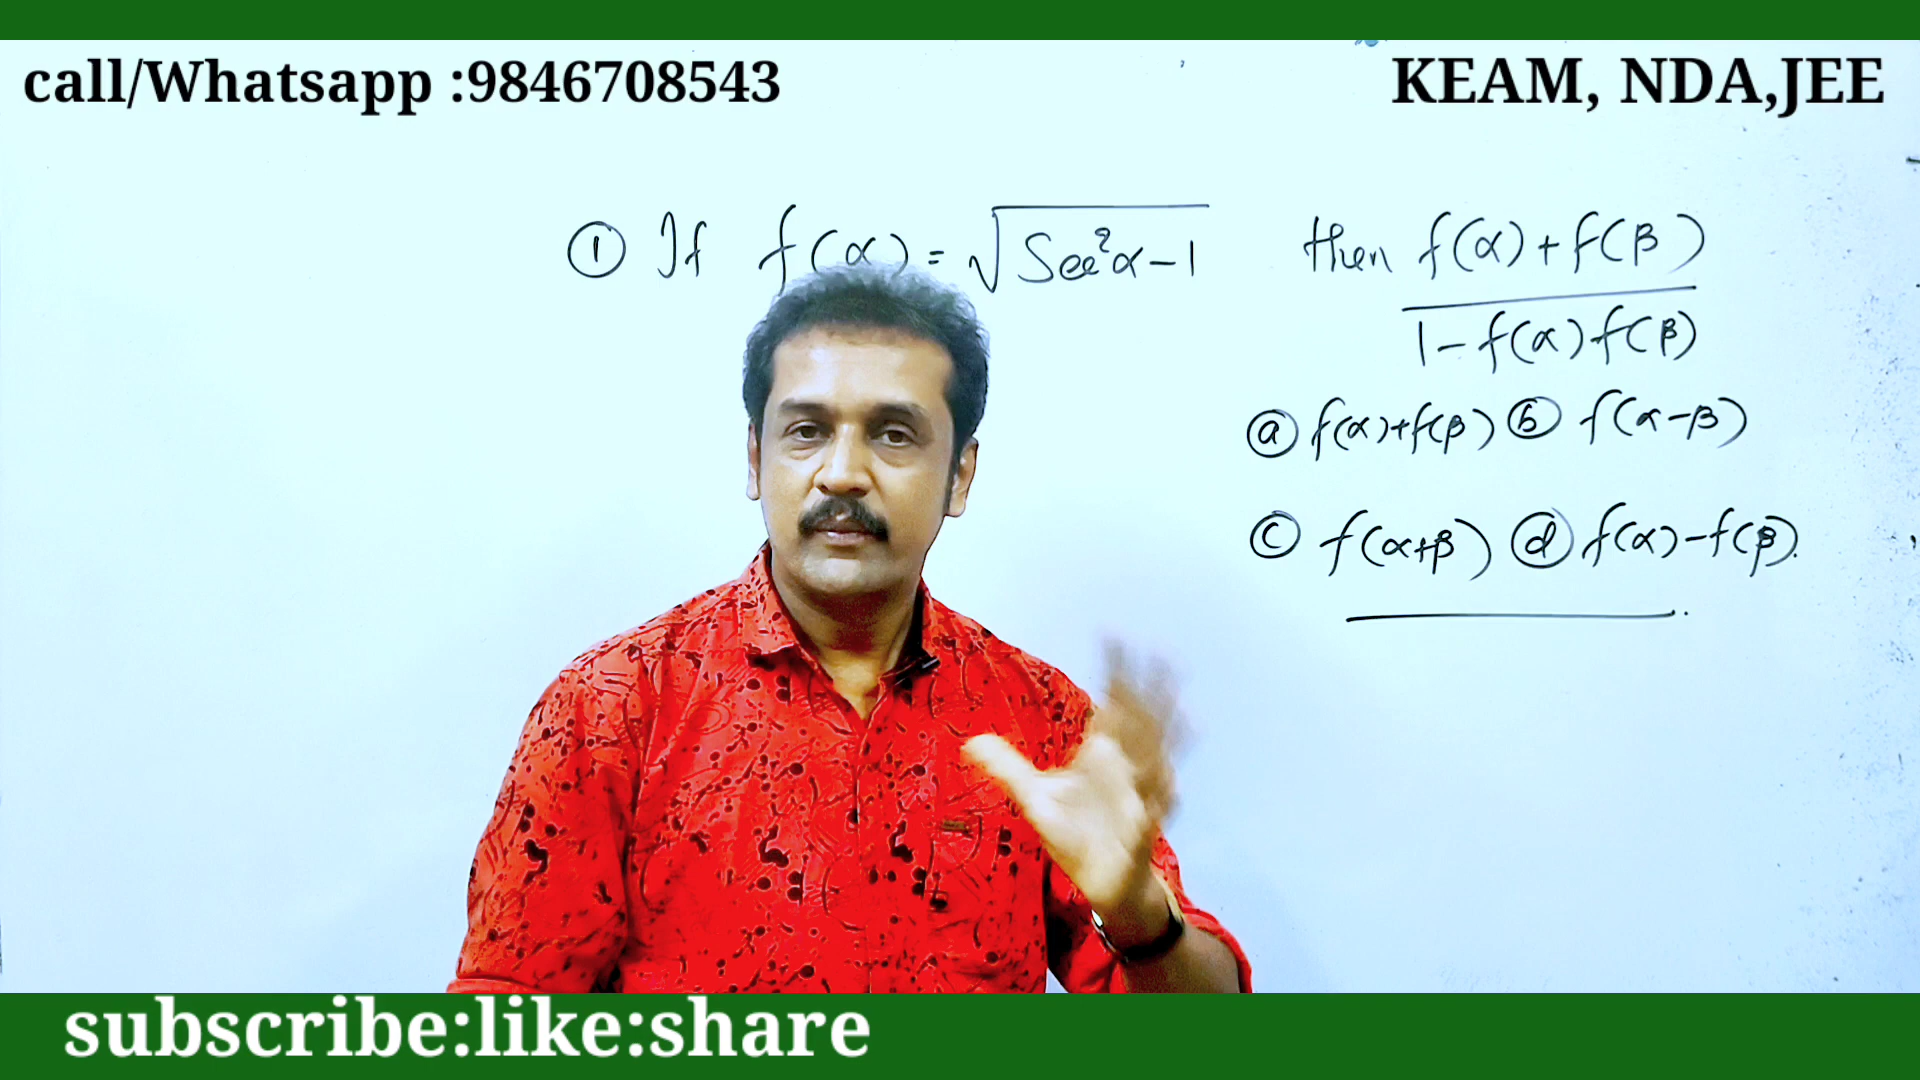 call/Whatsapp :9846708543
KEAM, NDA,JEE
① If f(α) = √(Sec²α-1) then f(α)+f(β)
1-f(α)f(β)
ⓐ f(α)+f(β) ⓑ f(α-β)
ⓒ f(α+β) ⓓ f(α)-f(β).
subscribe:like:share